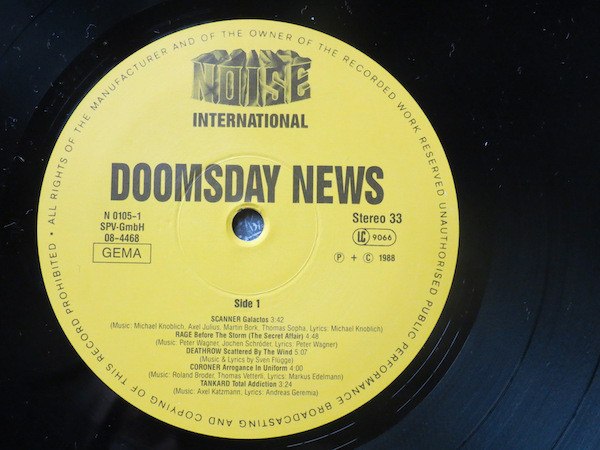 ALL RIGHTS OF THE MANUFACTURER AND OF THE OWNER OF THE RECORDED WORK RESERVED UNAUTHORISED PUBLIC PERFORMANCE BROADCASTING AND COPYING OF THIS RECORD PROHIBITED •
NOISE
INTERNATIONAL
DOOMSDAY NEWS
N 0105-1
SPV-GmbH
08-4468
GEMA
Stereo 33
LC 9066
P + C 1988
Side 1
SCANNER Galactos 3:42
(Music: Michael Knoblich, Axel Julius, Martin Bork, Thomas Sopha, Lyrics: Michael Knoblich)
RAGE Before The Storm (The Secret Affair) 4:48
(Music: Peter Wagner, Jochen Schröder, Lyrics: Peter Wagner)
DEATHROW Scattered By The Wind 5:07
(Music & Lyrics by Sven Flügge)
CORONER Arrogance In Uniform 4:00
(Music: Roland Broder, Thomas Vetterli, Lyrics: Markus Edelmann)
TANKARD Total Addiction 3:24
(Music: Axel Katzmann, Lyrics: Andreas Geremia)